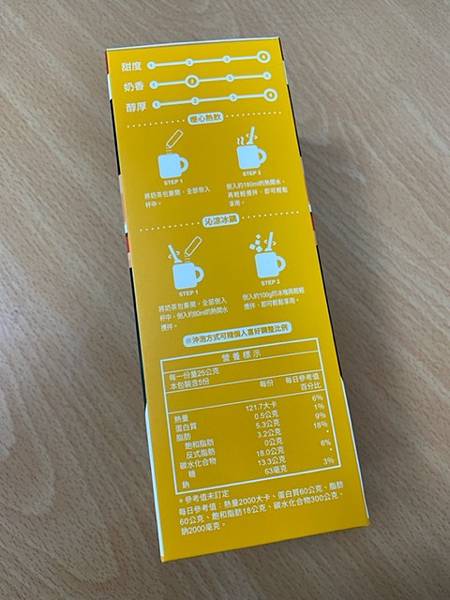 甜度
奶香
醇厚
暖心熱飲
STEP 1
將奶茶包撕開,全部倒入
杯中。
STEP 2
倒入約180ml的熱開水,
再輕輕攪拌,即可輕鬆
享用。
沁涼冰鎮
STEP 1
將奶茶包撕開,全部倒入
杯中,倒入約80ml的熱開水
攪拌。
STEP 2
倒入約100g的冰塊再輕輕
攪拌,即可輕鬆享用。
※沖泡方式可隨個人喜好調整比例
營養標示
每一份量25公克
本包裝含5份
每份 每日參考值
百分比
熱量 121.7大卡 6%
蛋白質 0.5公克 1%
脂肪 5.3公克 9%
飽和脂肪 3.2公克 18%
反式脂肪 0公克 *
碳水化合物 18.0公克 6%
糖 13.3公克 *
鈉 63毫克 3%
*參考值未訂定
每日參考值:熱量2000大卡、蛋白質60公克、脂肪
60公克、飽和脂肪18公克、碳水化合物300公克、
鈉2000毫克。